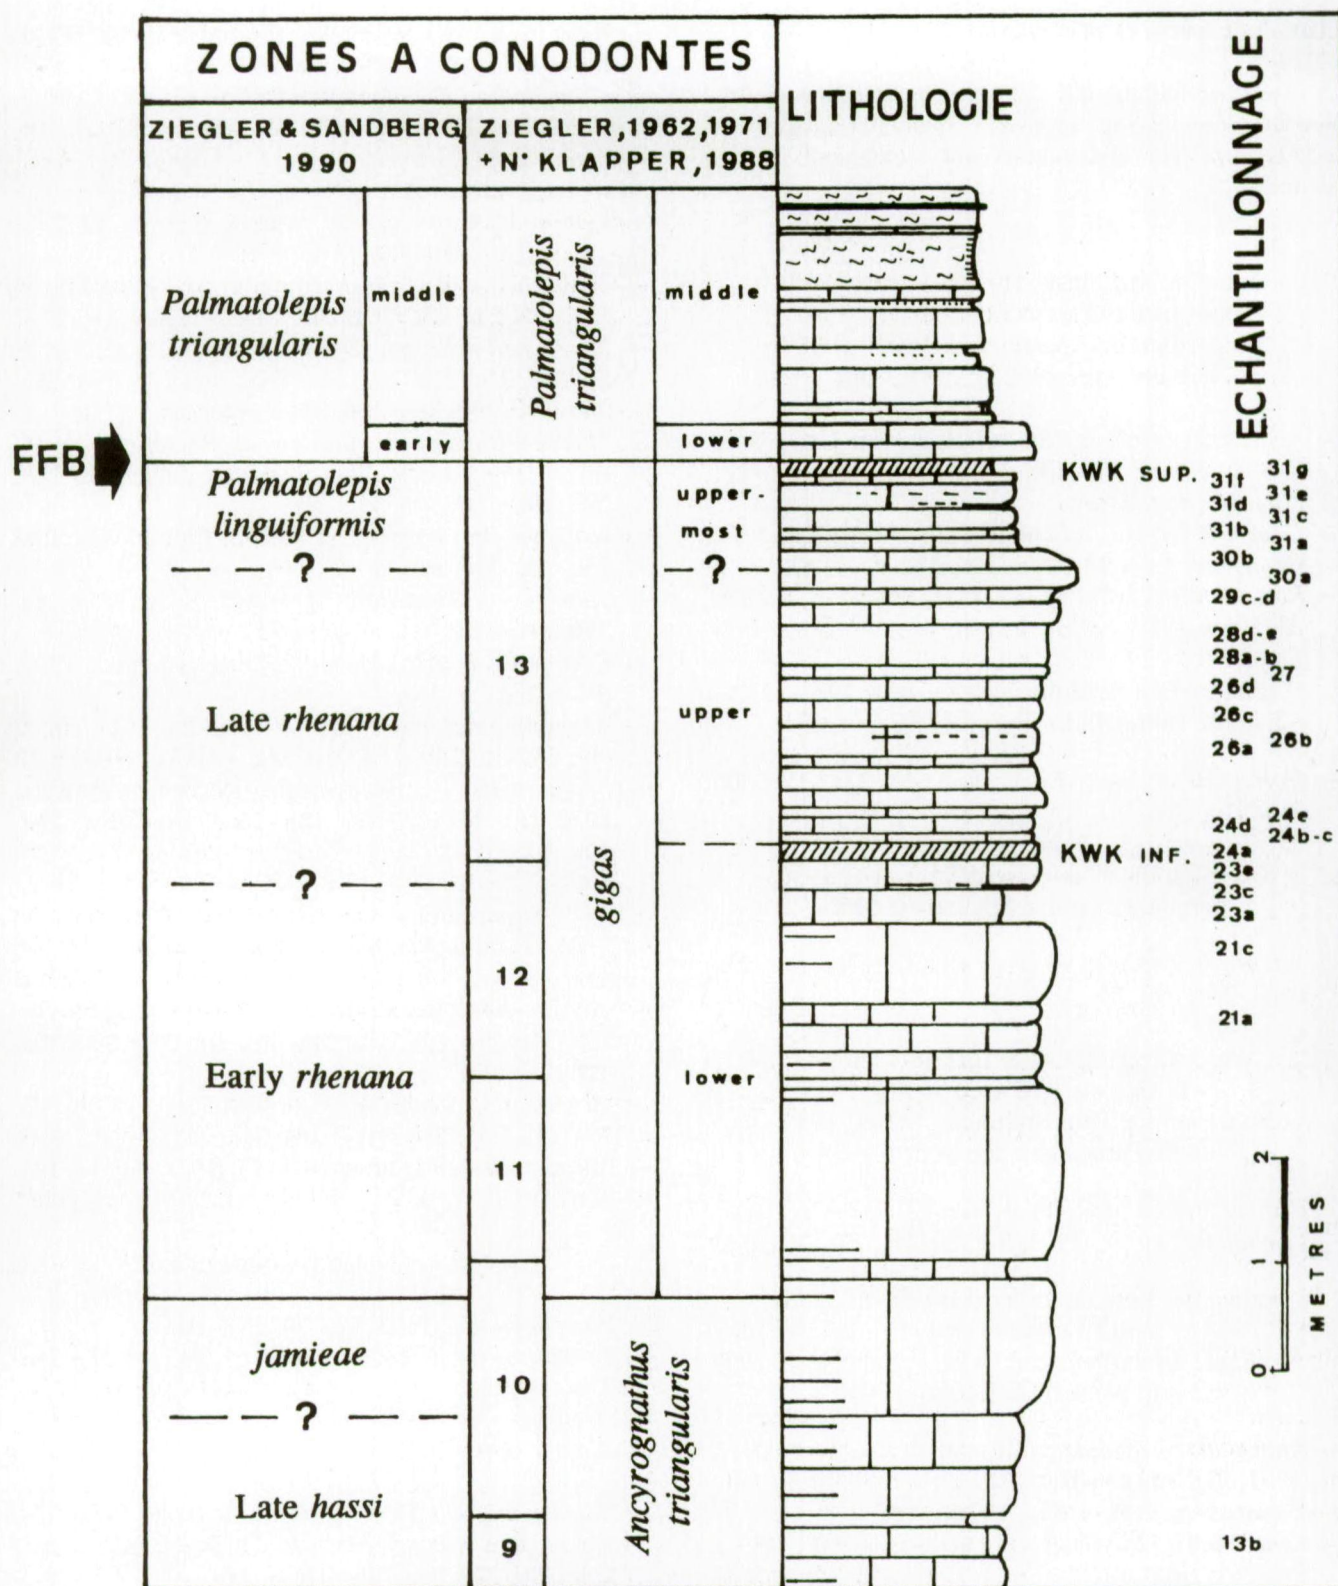 ZONES A CONODONTES
LITHOLOGIE
ECHANTILLONNAGE
ZIEGLER & SANDBERG
1990
ZIEGLER, 1962, 1971
+N° KLAPPER, 1988
Palmatolepis
triangularis
middle
early
Palmatolepis
triangularis
middle
lower
FFB
Palmatolepis
linguiformis
?
upper-
most
?
KWK SUP.
31g
31f
31e
31d
31c
31b
31a
30b
30a
29c-d
28d-e
28a-b
27
26d
26c
26b
26a
24e
24d
24b-c
24a
23e
23c
23a
21c
21a
13b
13
Late rhenana
upper
KWK INF.
?
gigas
12
Early rhenana
lower
11
jamieae
?
10
Ancyrognathus
triangularis
Late hassi
9
2
1
0
METRES